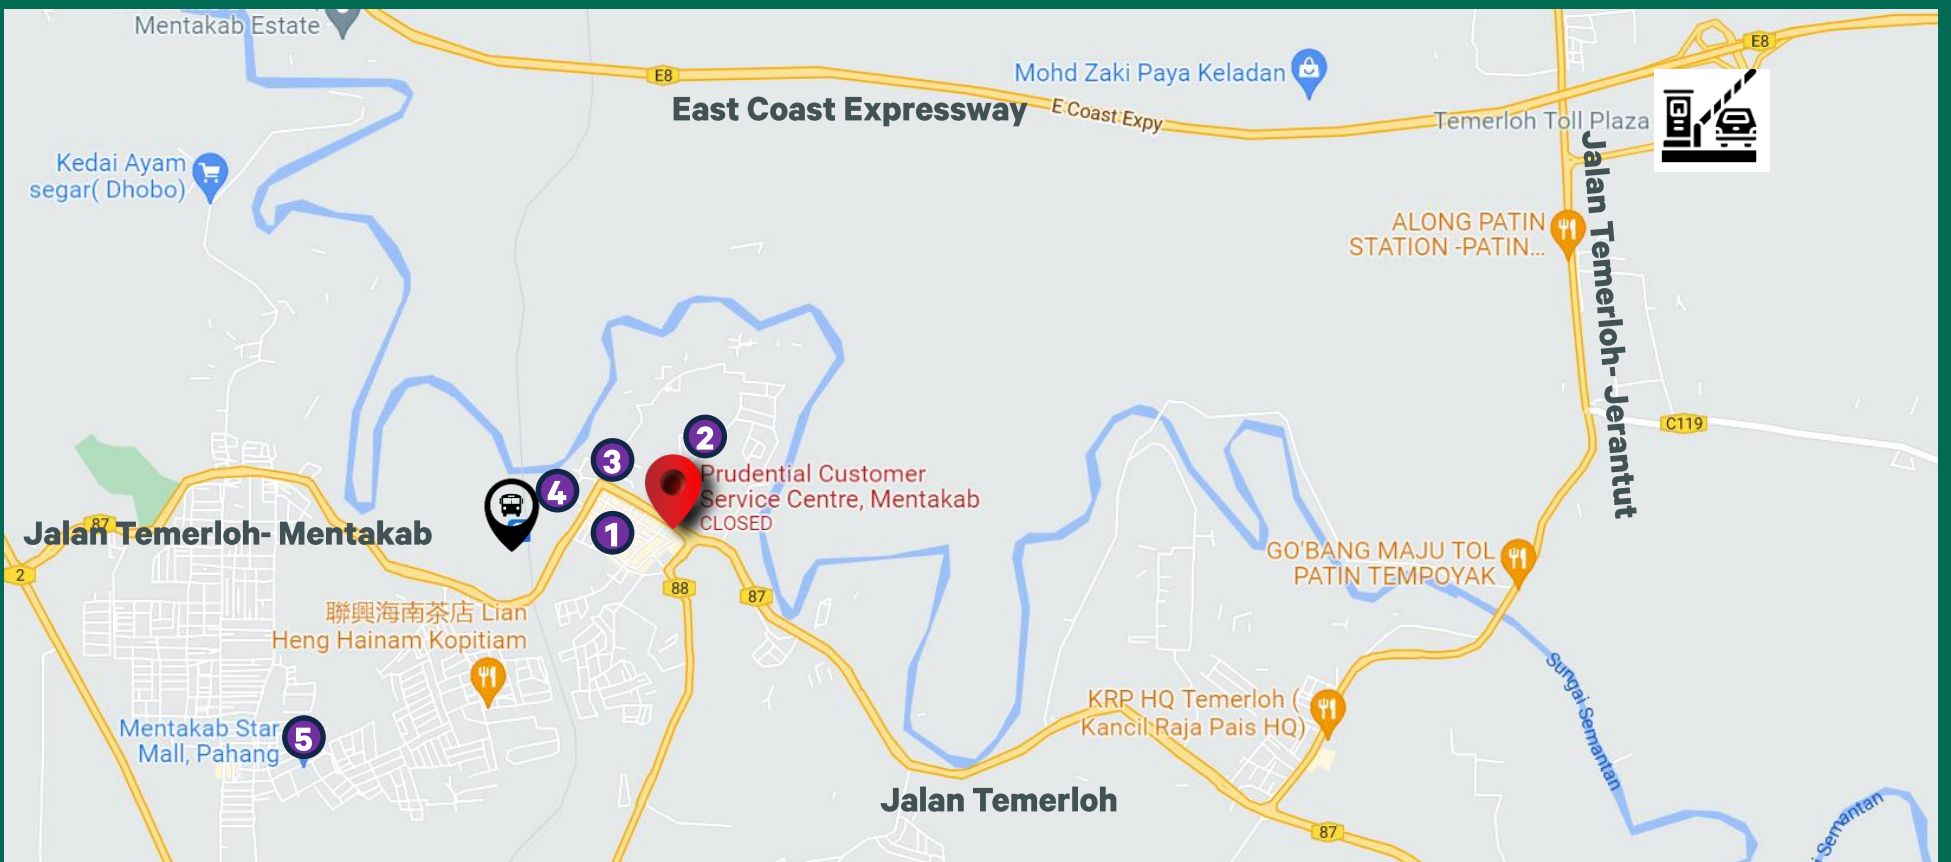 Mentakab Estate
E8
E8
Mohd Zaki Paya Keladan
East Coast Expressway
E Coast Expy
Temerloh Toll Plaza
Kedai Ayam
segar( Dhobo)
Jalan Temerloh- Jerantut
ALONG PATIN
STATION -PATIN...
C119
2
3
4
1
Prudential Customer
Service Centre, Mentakab
CLOSED
87
Jalan Temerloh- Mentakab
2
GO'BANG MAJU TOL
PATIN TEMPOYAK
88
87
聯興海南茶店 Lian
Heng Hainam Kopitiam
Sungai Semantan
KRP HQ Temerloh (
Kancil Raja Pais HQ)
Mentakab Star
Mall, Pahang
5
Jalan Temerloh
87
i Semantan